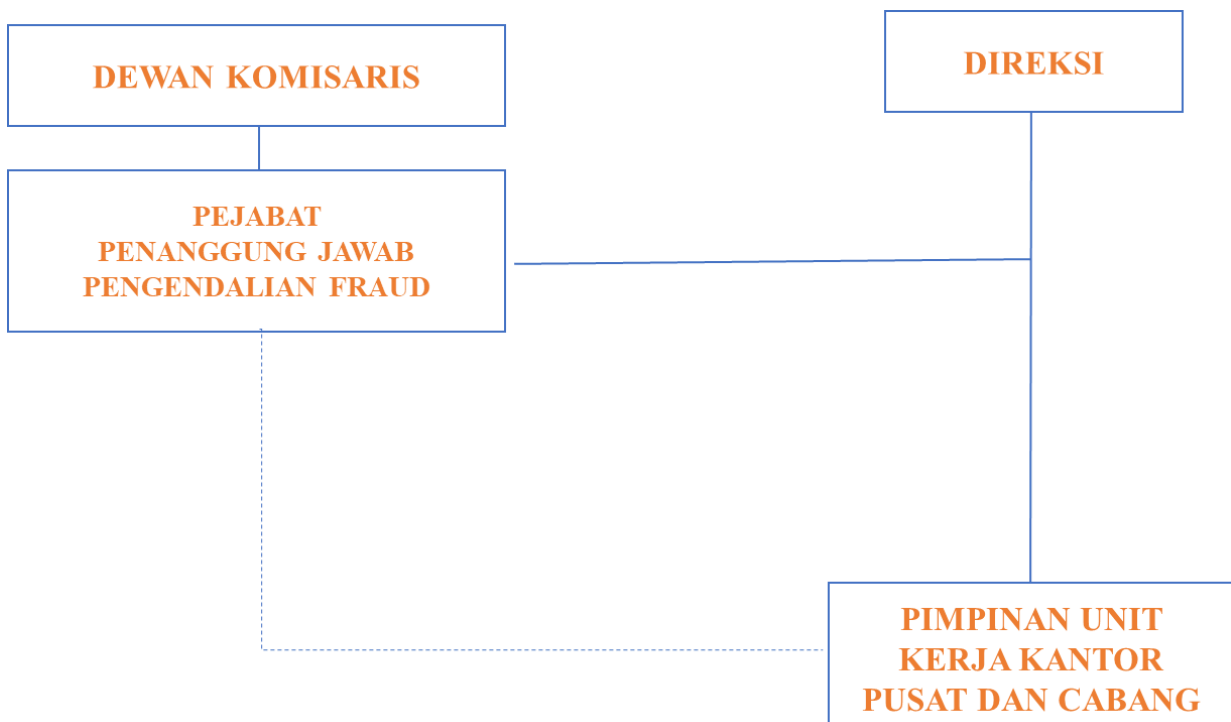 DEWAN KOMISARIS
DIREKSI
PEJABAT
PENANGGUNG JAWAB
PENGENDALIAN FRAUD
PIMPINAN UNIT
KERJA KANTOR
PUSAT DAN CABANG